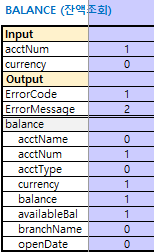 BALANCE (잔액조회)
Input
acctNum 1
currency 0
Output
ErrorCode 1
ErrorMessage 2
balance
acctName 0
acctNum 1
acctType 0
currency 1
balance 1
availableBal 1
branchName 0
openDate 0